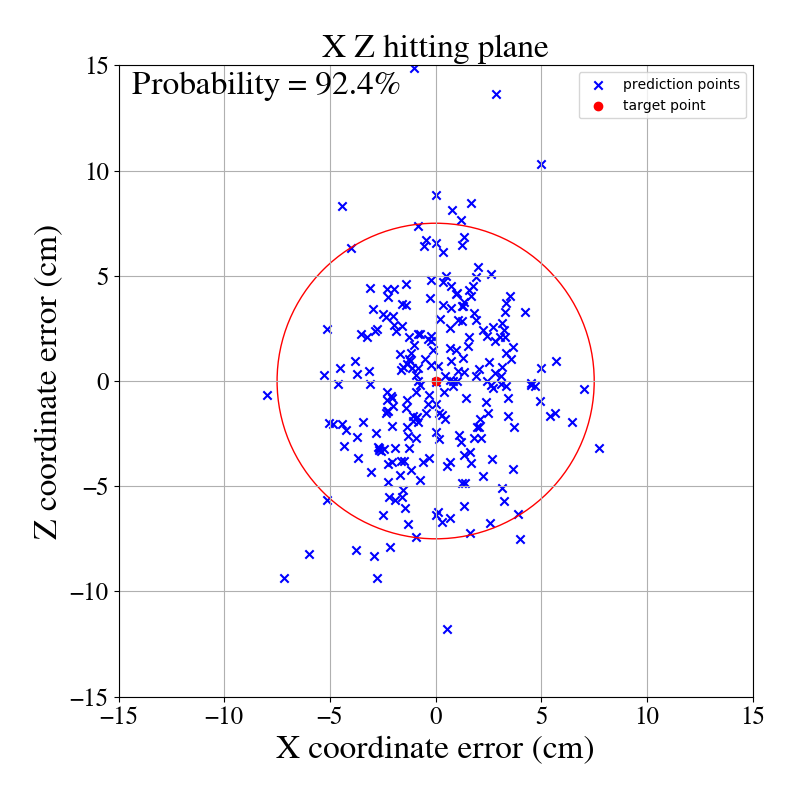 X Z hitting plane
Probability = 92.4%
prediction points
target point
Z coordinate error (cm)
15
10
5
0
−5
−10
−15
−15 −10 −5 0 5 10 15
X coordinate error (cm)